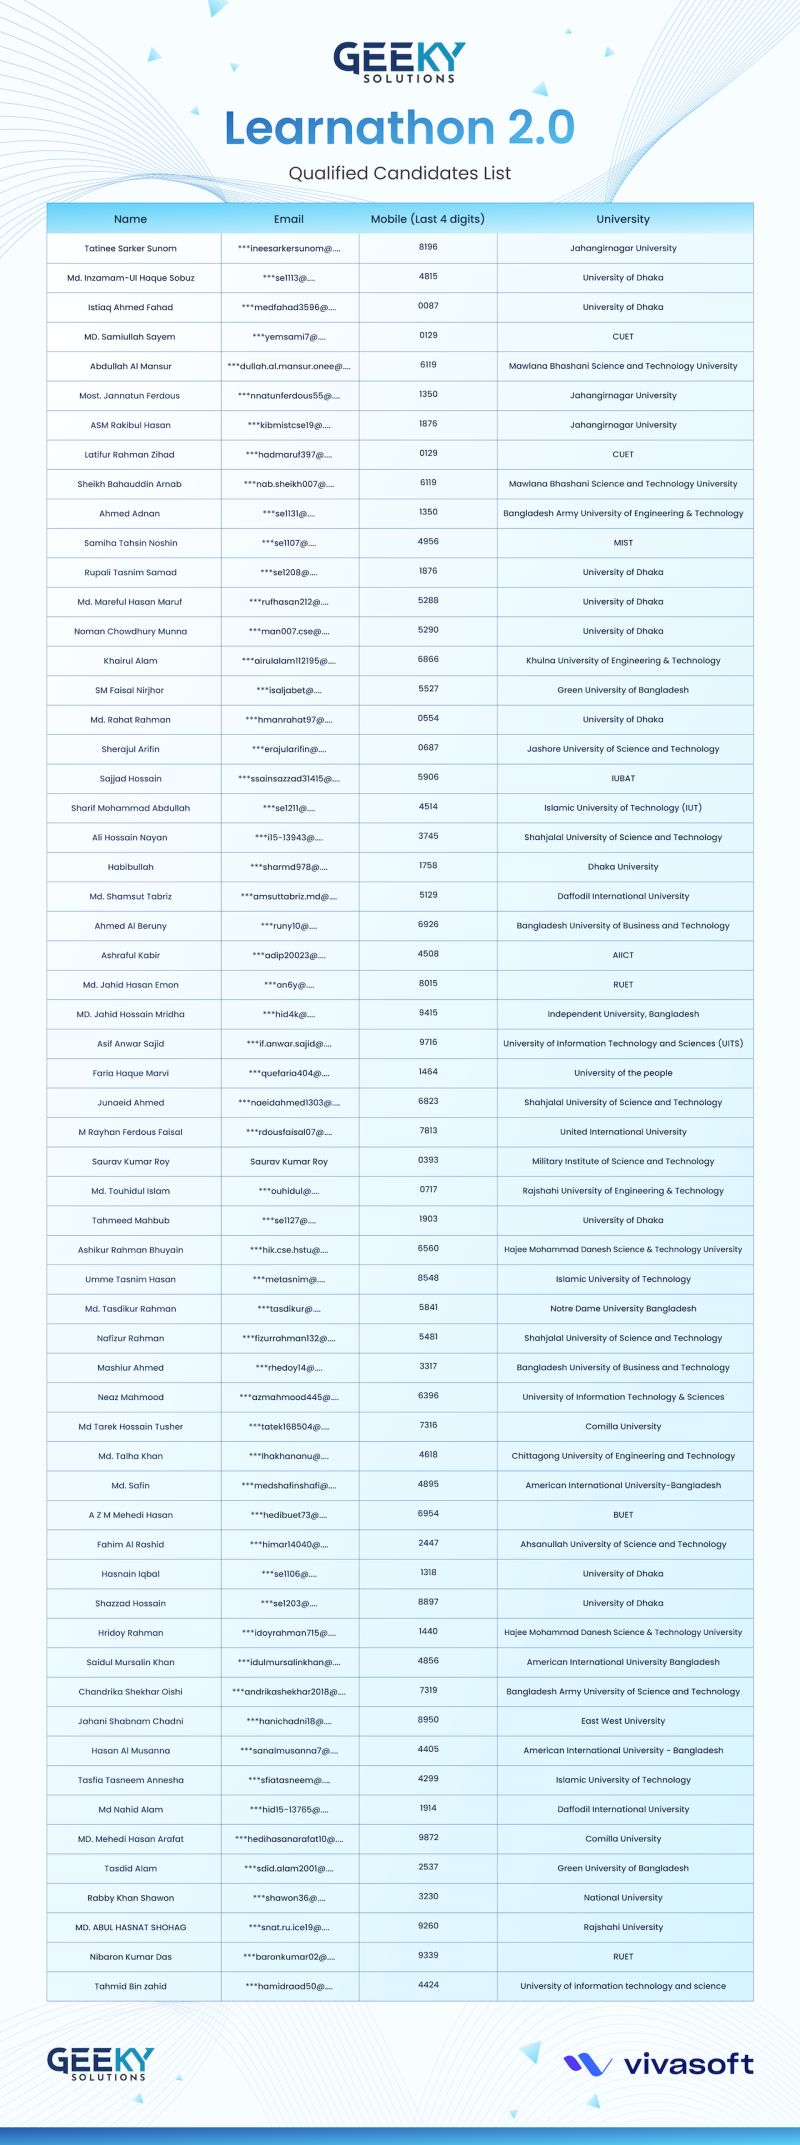 GEEKY
SOLUTIONS
Learnathon 2.0
Qualified Candidates List
Name Email Mobile (Last 4 digits) University
Tatinee Sarker Sunom ***ineesarkersunom@.... 8196 Jahangirnagar University
Md. Inzamam-Ul Haque Sobuz ***se1113@.... 4815 University of Dhaka
Istiaq Ahmed Fahad ***medfahad3596@.... 0087 University of Dhaka
MD. Samiullah Sayem ***yemsami7@.... 0129 CUET
Abdullah Al Mansur ***dullah.al.mansur.onee@.... 6119 Mawlana Bhashani Science and Technology University
Most. Jannatun Ferdous ***nnatunferdous55@.... 1350 Jahangirnagar University
ASM Rakibul Hasan ***kibmistcse19@.... 1876 Jahangirnagar University
Latifur Rahman Zihad ***hadmaruf397@.... 0129 CUET
Sheikh Bahauddin Arnab ***nab.sheikh007@.... 6119 Mawlana Bhashani Science and Technology University
Ahmed Adnan ***se1131@.... 1350 Bangladesh Army University of Engineering & Technology
Samiha Tahsin Noshin ***se1107@.... 4956 MIST
Rupali Tasnim Samad ***se1208@.... 1876 University of Dhaka
Md. Mareful Hasan Maruf ***rufhasan212@.... 5288 University of Dhaka
Noman Chowdhury Munna ***man007.cse@.... 5290 University of Dhaka
Khairul Alam ***airulalam112195@.... 6866 Khulna University of Engineering & Technology
SM Faisal Nirjhor ***isaljabet@.... 5527 Green University of Bangladesh
Md. Rahat Rahman ***hmanrahat97@.... 0554 University of Dhaka
Sherajul Arifin ***erajularifin@.... 0687 Jashore University of Science and Technology
Sajjad Hossain ***ssainsazzad31415@.... 5906 IUBAT
Sharif Mohammad Abdullah ***se1211@.... 4514 Islamic University of Technology (IUT)
Ali Hossain Nayan ***i15-13943@.... 3745 Shahjalal University of Science and Technology
Habibullah ***sharmd978@.... 1758 Dhaka University
Md. Shamsut Tabriz ***amsuttabriz.md@.... 5129 Daffodil International University
Ahmed Al Beruny ***runy10@.... 6926 Bangladesh University of Business and Technology
Ashraful Kabir ***adip20023@.... 4508 AIICT
Md. Jahid Hasan Emon ***on6y@.... 8015 RUET
MD. Jahid Hossain Mridha ***hid4k@.... 9415 Independent University, Bangladesh
Asif Anwar Sajid ***if.anwar.sajid@.... 9716 University of Information Technology and Sciences (UITS)
Faria Haque Marvi ***quefaria404@.... 1464 University of the people
Junaeid Ahmed ***naeidahmed1303@.... 6823 Shahjalal University of Science and Technology
M Rayhan Ferdous Faisal ***rdousfaisal07@.... 7813 United International University
Saurav Kumar Roy Saurav Kumar Roy 0393 Military Institute of Science and Technology
Md. Touhidul Islam ***ouhidul@.... 0717 Rajshahi University of Engineering & Technology
Tahmeed Mahbub ***se1127@.... 1903 University of Dhaka
Ashikur Rahman Bhuyain ***hik.cse.hstu@.... 6560 Hajee Mohammad Danesh Science & Technology University
Umme Tasnim Hasan ***metasnim@.... 8548 Islamic University of Technology
Md. Tasdikur Rahman ***tasdikur@.... 5841 Notre Dame University Bangladesh
Nafizur Rahman ***fizurrahman132@.... 5481 Shahjalal University of Science and Technology
Mashiur Ahmed ***rhedoy14@.... 3317 Bangladesh University of Business and Technology
Neaz Mahmood ***azmahmood445@.... 6396 University of Information Technology & Sciences
Md Tarek Hossain Tusher ***tatek168504@.... 7316 Comilla University
Md. Talha Khan ***lhakhananu@.... 4618 Chittagong University of Engineering and Technology
Md. Safin ***medshafinshafi@.... 4895 American International University-Bangladesh
A Z M Mehedi Hasan ***hedibuet73@.... 6954 BUET
Fahim Al Rashid ***himar14040@.... 2447 Ahsanullah University of Science and Technology
Hasnain Iqbal ***se1106@.... 1318 University of Dhaka
Shazzad Hossain ***se1203@.... 8897 University of Dhaka
Hridoy Rahman ***idoyrahman715@.... 1440 Hajee Mohammad Danesh Science & Technology University
Saidul Mursalin Khan ***idulmursalinkhan@.... 4856 American International University Bangladesh
Chandrika Shekhar Oishi ***andrikashekhar2018@.... 7319 Bangladesh Army University of Science and Technology
Jahani Shabnam Chadni ***hanichadni18@.... 8950 East West University
Hasan Al Musanna ***sanalmusanna7@.... 4405 American International University - Bangladesh
Tasfia Tasneem Annesha ***sfiatasneem@.... 4299 Islamic University of Technology
Md Nahid Alam ***hid15-13765@.... 1914 Daffodil International University
MD. Mehedi Hasan Arafat ***hedihasanarafat10@.... 9872 Comilla University
Tasdid Alam ***sdid.alam2001@.... 2537 Green University of Bangladesh
Rabby Khan Shawon ***shawon36@.... 3230 National University
MD. ABUL HASNAT SHOHAG ***snat.ru.ice19@.... 9260 Rajshahi University
Nibaron Kumar Das ***baronkumar02@.... 9339 RUET
Tahmid Bin zahid ***hamidraad50@.... 4424 University of information technology and science
GEEKY
SOLUTIONS
vivasoft